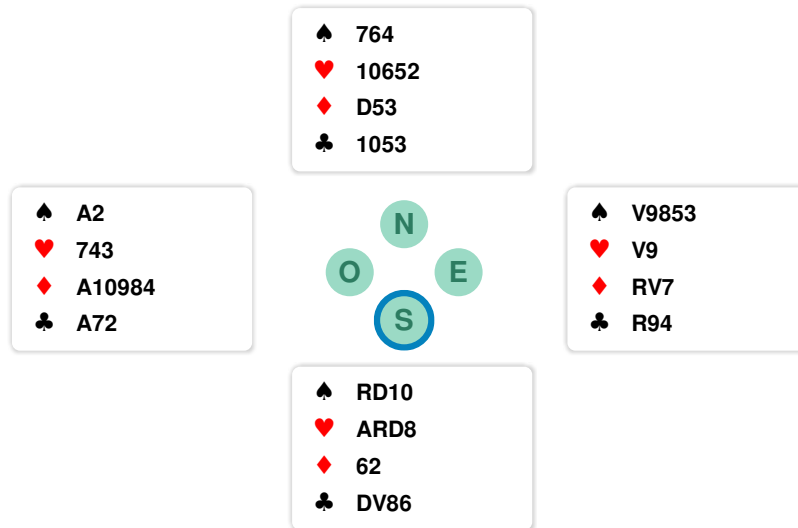 ♠ 764
♥ 10652
♦ D53
♣ 1053
♠ A2
♥ 743
♦ A10984
♣ A72
N
O E
S
♠ V9853
♥ V9
♦ RV7
♣ R94
♠ RD10
♥ ARD8
♦ 62
♣ DV86